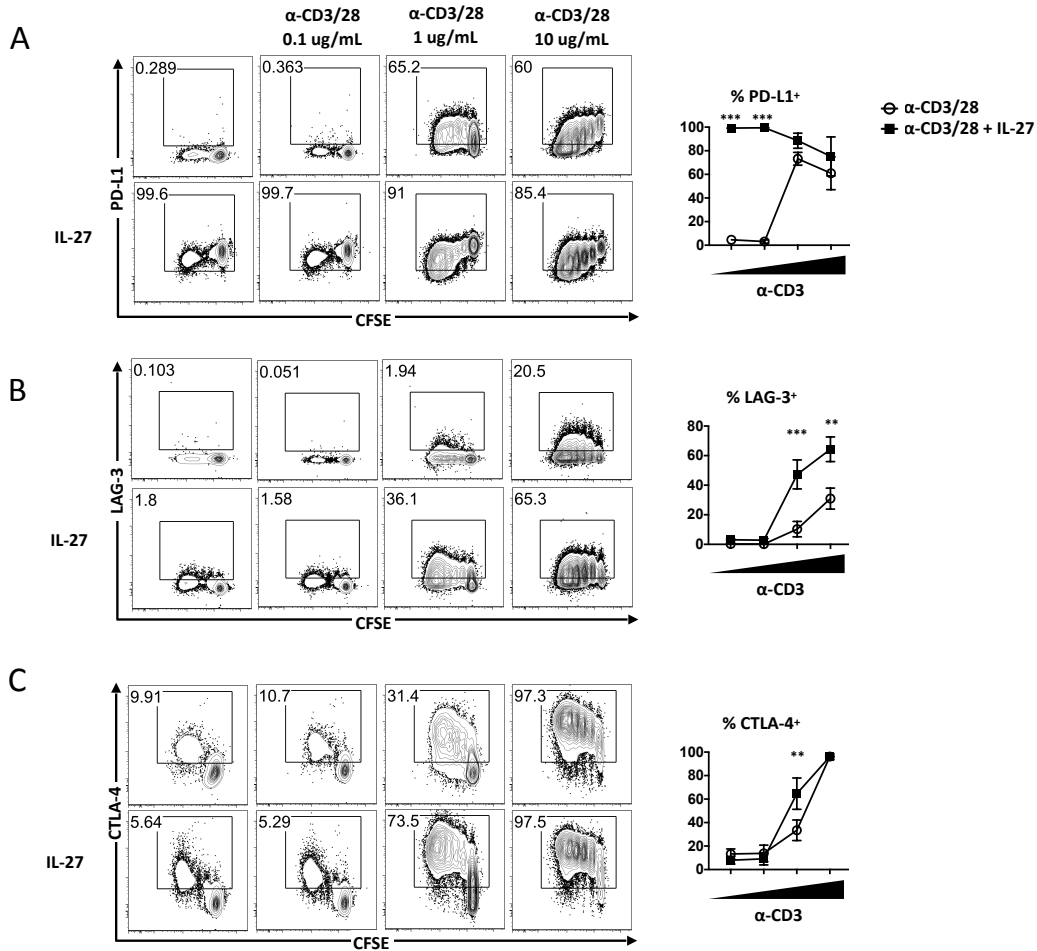 A
α-CD3/28
0.1 ug/mL
α-CD3/28
1 ug/mL
α-CD3/28
10 ug/mL
0.289
0.363
65.2
60
PD-L1
IL-27
99.6
99.7
91
85.4
CFSE
% PD-L1+
*** ***
100
80
60
40
20
0
α-CD3
α-CD3/28
α-CD3/28 + IL-27
B
0.103
0.051
1.94
20.5
LAG-3
IL-27
1.8
1.58
36.1
65.3
CFSE
% LAG-3+
*** **
80
60
40
20
0
α-CD3
C
9.91
10.7
31.4
97.3
CTLA-4
IL-27
5.64
5.29
73.5
97.5
CFSE
% CTLA-4+
**
100
80
60
40
20
0
α-CD3